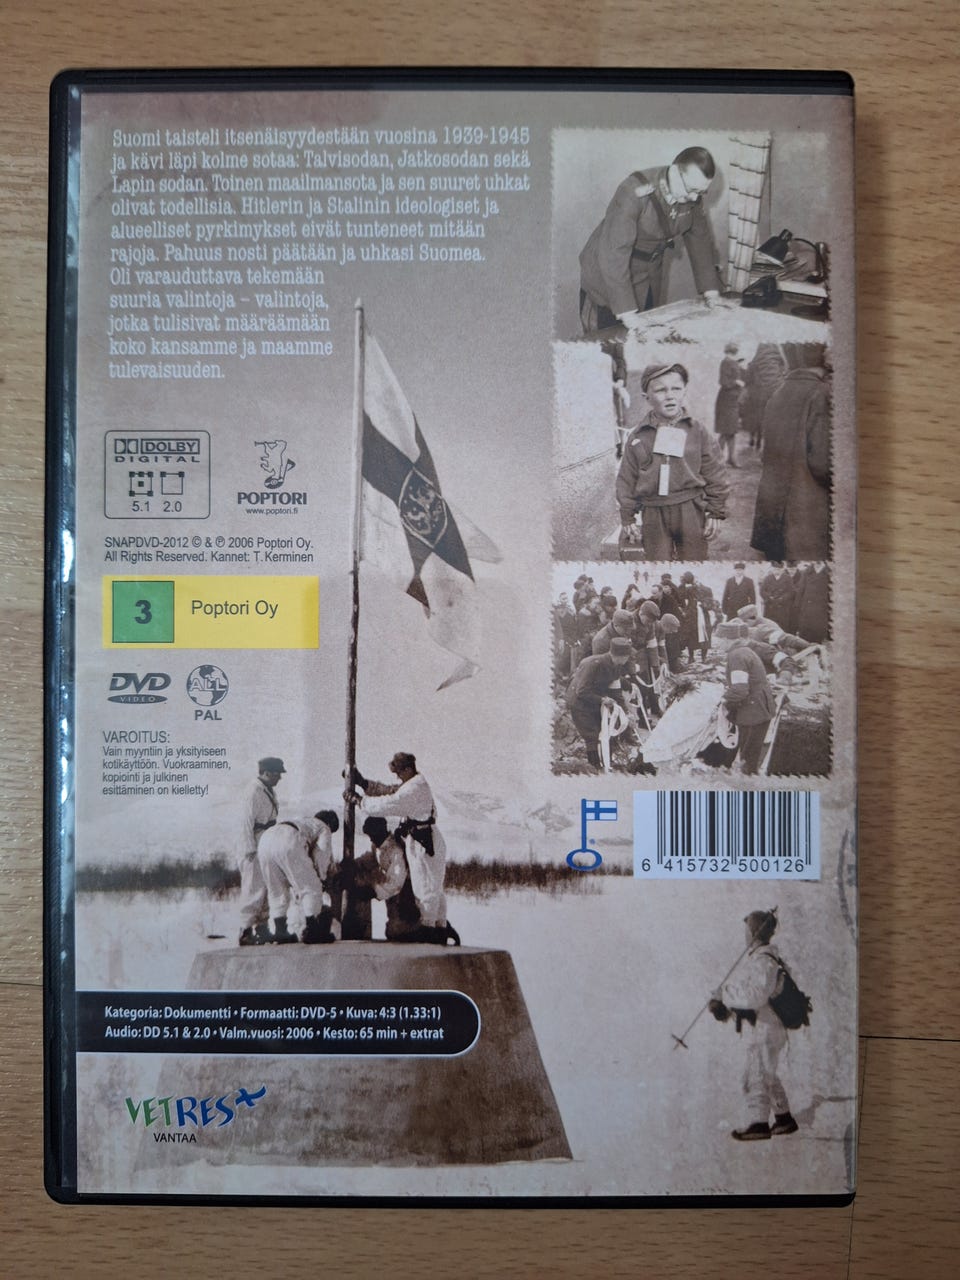 Suomi taisteli itsenäisyydestään vuosina 1939-1945
ja kävi läpi kolme sotaa: Talvisodan, Jatkosodan sekä
Lapin sodan. Toinen maailmansota ja sen suuret uhkat
olivat todellisia. Hitlerin ja Stalinin ideologiset ja
alueelliset pyrkimykset eivät tunteneet mitään
rajoja. Pahuus nosti päätään ja uhkasi Suomea.
Oli varauduttava tekemään
suuria valintoja – valintoja,
jotka tulisivat määräämään
koko kansamme ja maamme
tulevaisuuden.
DOLBY
DIGITAL
5.1 2.0
POPTORI
www.poptori.fi
SNAPDVD-2012 © & ℗ 2006 Poptori Oy.
All Rights Reserved. Kannet: T. Kerminen
3 Poptori Oy
DVD
VIDEO
ALL
PAL
VAROITUS:
Vain myyntiin ja yksityiseen
kotikäyttöön. Vuokraaminen,
kopiointi ja julkinen
esittäminen on kielletty!
6 415732 500126
Kategoria: Dokumentti • Formaatti: DVD-5 • Kuva: 4:3 (1.33:1)
Audio: DD 5.1 & 2.0 • Valm.vuosi: 2006 • Kesto: 65 min + extrat
VETRES
VANTAA